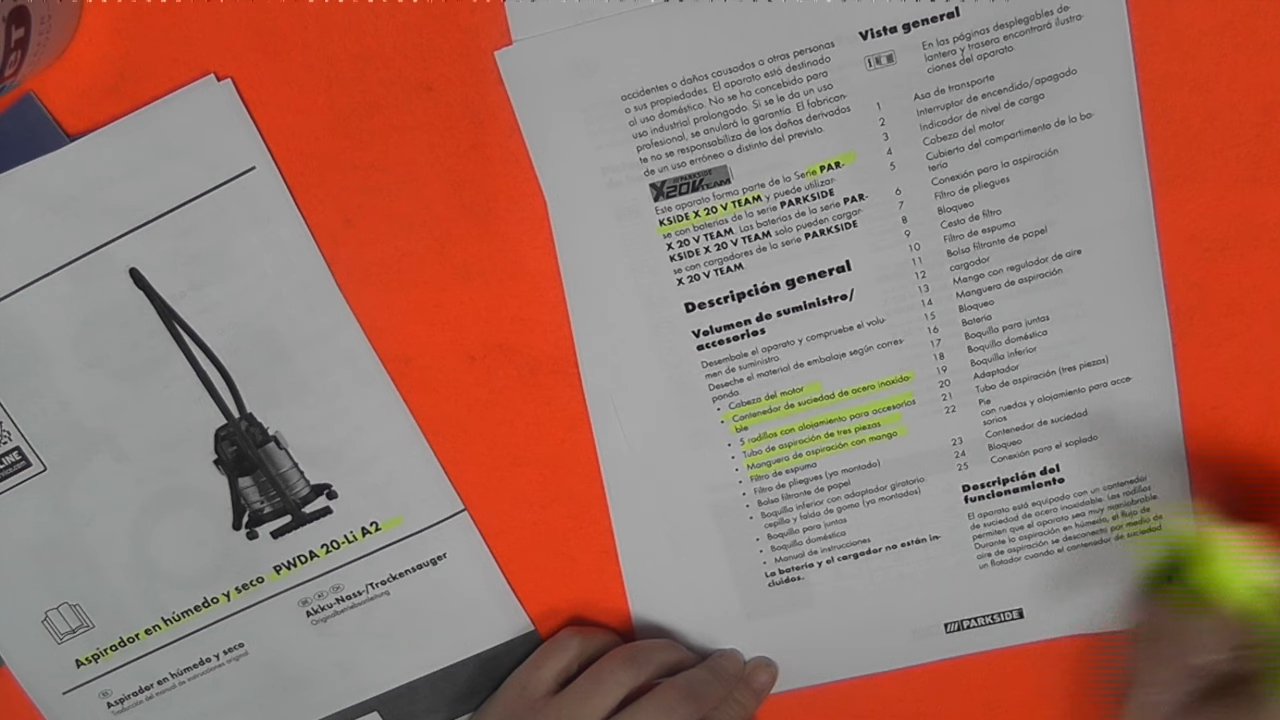 LINE
Aspirador en húmedo y seco PWDA 20-Li A2
ES
Aspirador en húmedo y seco
Traducción del manual de instrucciones original
DE AT CH
Akku-Nass-/Trockensauger
Originalbetriebsanleitung
accidentes o daños causados a otras personas
o sus propiedades. El aparato está destinado
al uso doméstico. No se ha concebido para
uso industrial prolongado. Si se le da un uso
profesional, se anulará la garantía. El fabrican-
te no se responsabiliza de los daños derivados
de un uso erróneo o distinto del previsto.
PARKSIDE
X20V TEAM
Este aparato forma parte de la Serie PAR-
KSIDE X 20 V TEAM y puede utilizar-
se con baterías de la serie PARKSIDE
X 20 V TEAM. Las baterías de la serie PAR-
KSIDE X 20 V TEAM solo pueden cargar-
se con cargadores de la serie PARKSIDE
X 20 V TEAM.
Descripción general
Volumen de suministro/
accesorios
Desembale el aparato y compruebe el volu-
men de suministro.
Deseche el material de embalaje según corres-
ponda.
• Cabeza del motor
• Contenedor de suciedad de acero inoxida-
ble
• 5 rodillos con alojamiento para accesorios
• Tubo de aspiración de tres piezas
• Manguera de aspiración con mango
• Filtro de espuma
• Filtro de pliegues (ya montado)
• Bolsa filtrante de papel
• Boquilla inferior con adaptador giratorio:
cepillo y falda de goma (ya montados)
• Boquilla para juntas
• Boquilla doméstica
• Manual de instrucciones
La batería y el cargador no están in-
cluidos.
Vista general
En las páginas desplegables de-
lantera y trasera encontrará ilustra-
ciones del aparato.
1 Asa de transporte
2 Interruptor de encendido/apagado
3 Indicador de nivel de carga
4 Cabeza del motor
5 Cubierta del compartimento de la ba-
tería
6 Conexión para la aspiración
7 Filtro de pliegues
8 Bloqueo
9 Cesta de filtro
10 Filtro de espuma
11 Bolsa filtrante de papel
12 cargador
13 Mango con regulador de aire
14 Manguera de aspiración
15 Bloqueo
16 Batería
17 Boquilla para juntas
18 Boquilla doméstica
19 Boquilla inferior
20 Adaptador
21 Tubo de aspiración (tres piezas)
22 Pie
con ruedas y alojamiento para acce-
sorios
23 Contenedor de suciedad
24 Bloqueo
25 Conexión para el soplado
Descripción del
funcionamiento
El aparato está equipado con un contenedor
de suciedad de acero inoxidable. Los rodillos
permiten que el aparato sea muy maniobrable.
Durante la aspiración en húmedo, el flujo de
aire de aspiración se desconecta por medio de
un flotador cuando el contenedor de suciedad
PARKSIDE